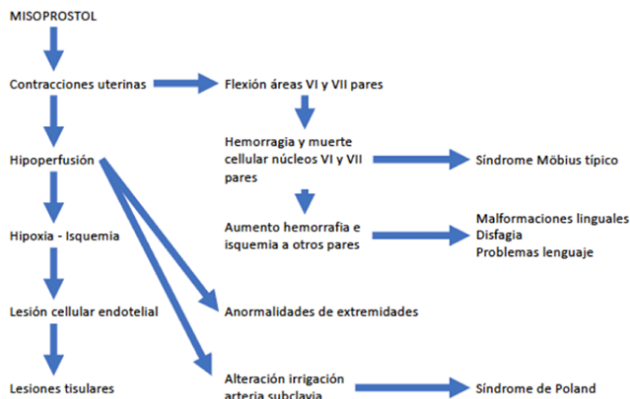 MISOPROSTOL
Contracciones uterinas
Flexión áreas VI y VII pares
Hemorragia y muerte
cellular núcleos VI y VII
pares
Hipoperfusión
Síndrome Möbius típico
Aumento hemorrafia e
isquemia a otros pares
Malformaciones linguales
Disfagia
Problemas lenguaje
Hipoxia - Isquemia
Lesión cellular endotelial
Anormalidades de extremidades
Lesiones tisulares
Alteración irrigación
arteria subclavia
Síndrome de Poland